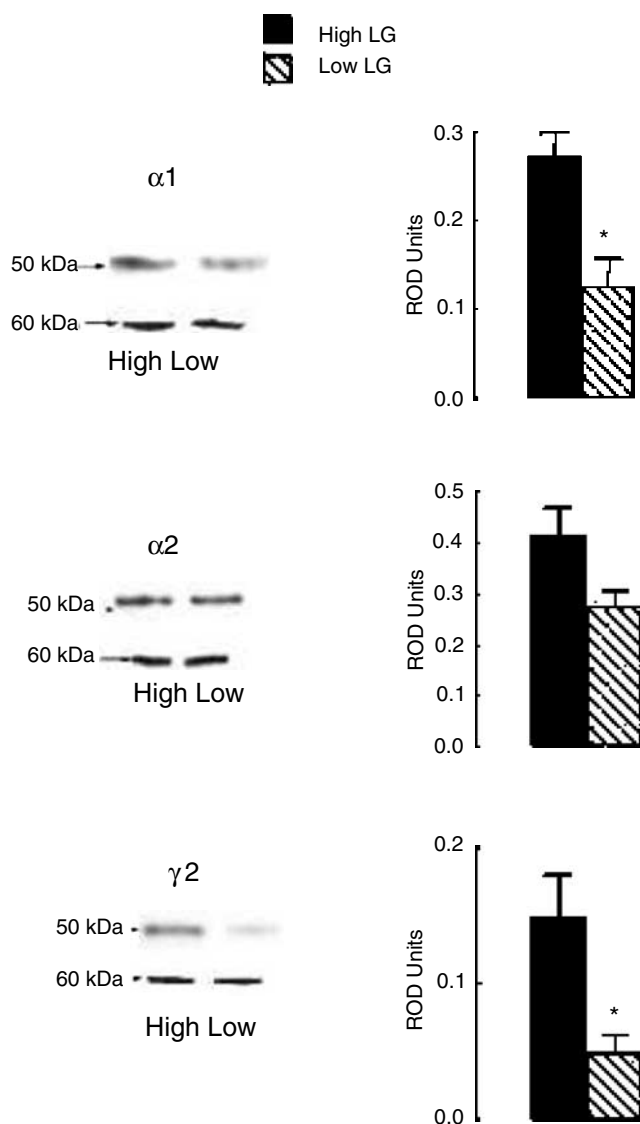 High LG
Low LG
α1
50 kDa
60 kDa
High Low
0.3
0.2
0.1
0.0
ROD Units
*
α2
50 kDa
60 kDa
High Low
0.5
0.4
0.3
0.2
0.1
0.0
ROD Units
γ2
50 kDa
60 kDa
High Low
0.2
0.1
0.0
ROD Units
*